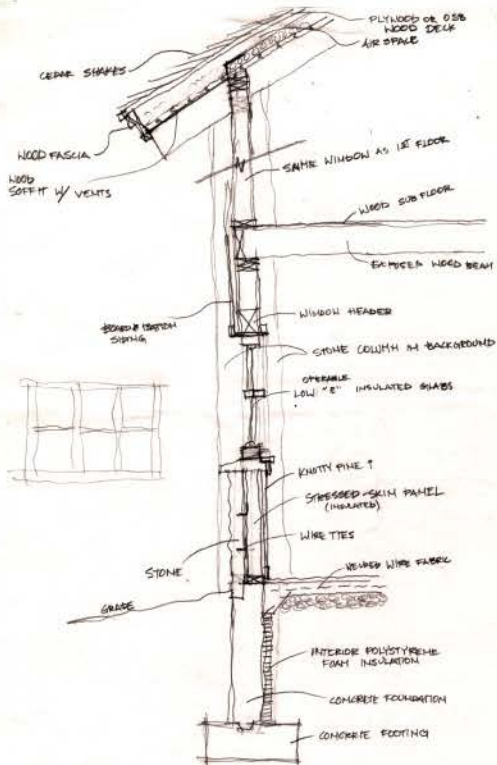 PLYWOOD OR OSB
WOOD DECK
AIR SPACE
CEDAR SHAKES
WOOD FASCIA
WOOD
SOFFIT W/ VENTS
SAME WINDOW AS 1ST FLOOR
WOOD SUB FLOOR
EXPOSED WOOD BEAM
WINDOW HEADER
BOARD & BATTON
SIDING
STONE COLUMN IN BACKGROUND
OPERABLE
LOW "E" INSULATED GLASS
KNOTTY PINE ?
STRESSED-SKIN PANEL
(INSULATED)
WIRE TIES
STONE
WELDED WIRE FABRIC
GRADE
INTERIOR POLYSTYRENE
FOAM INSULATION
CONCRETE FOUNDATION
CONCRETE FOOTING